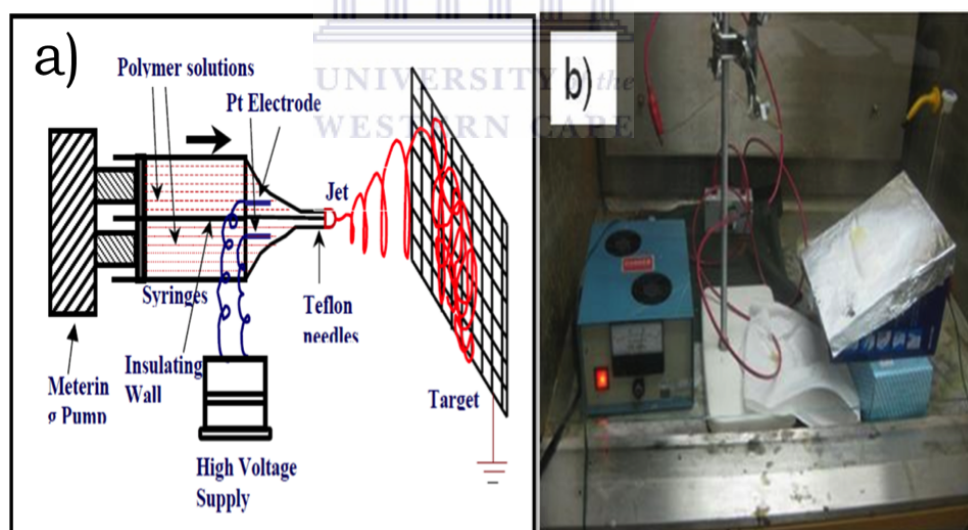 UNIVERSITY of the
WESTERN CAPE
a)
Polymer solutions
Pt Electrode
Jet
Syringes
Teflon
needles
Insulating
Wall
Meterin
g Pump
Target
High Voltage
Supply
b)
DANGER